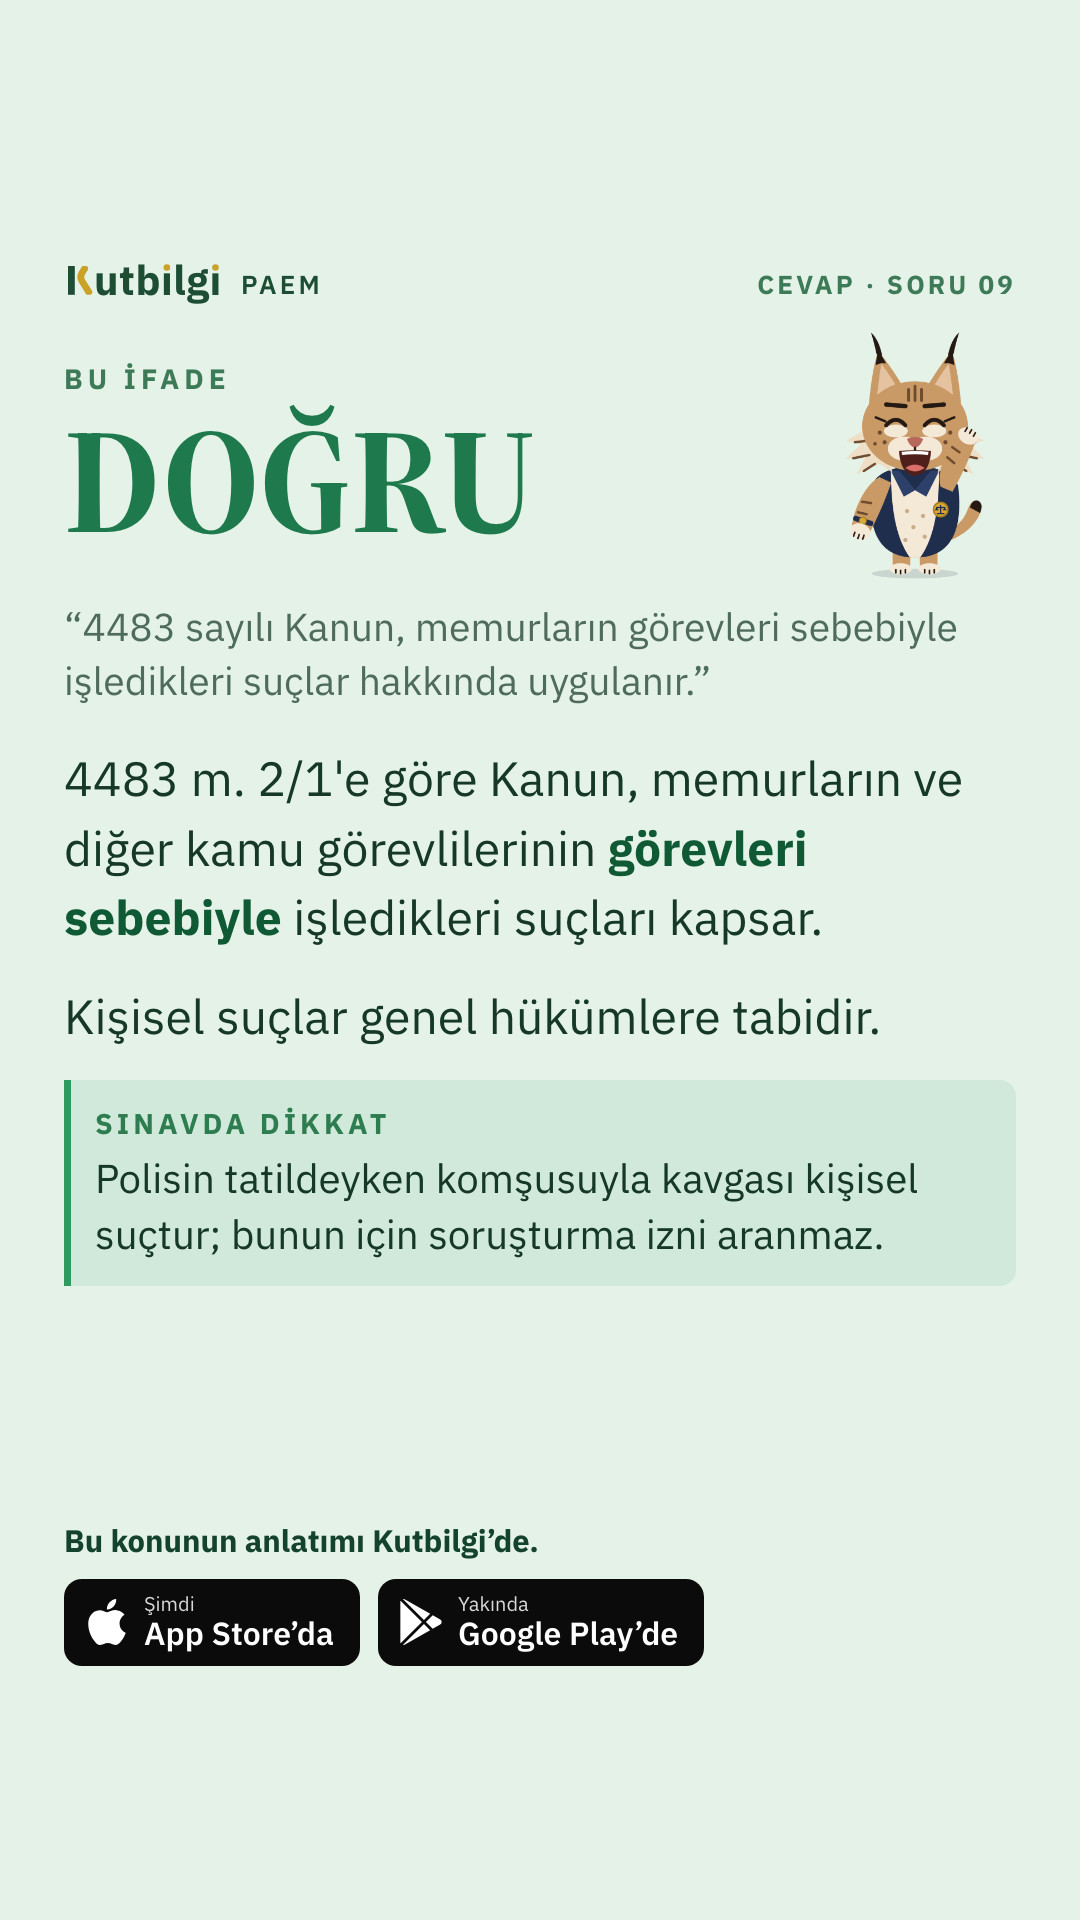 Kutbilgi PAEM
CEVAP · SORU 09
BU İFADE
DOĞRU
“4483 sayılı Kanun, memurların görevleri sebebiyle
işledikleri suçlar hakkında uygulanır.”
4483 m. 2/1'e göre Kanun, memurların ve
diğer kamu görevlilerinin görevleri
sebebiyle işledikleri suçları kapsar.
Kişisel suçlar genel hükümlere tabidir.
SINAVDA DİKKAT
Polisin tatildeyken komşusuyla kavgası kişisel
suçtur; bunun için soruşturma izni aranmaz.
Bu konunun anlatımı Kutbilgi’de.
Şimdi
App Store’da
Yakında
Google Play’de